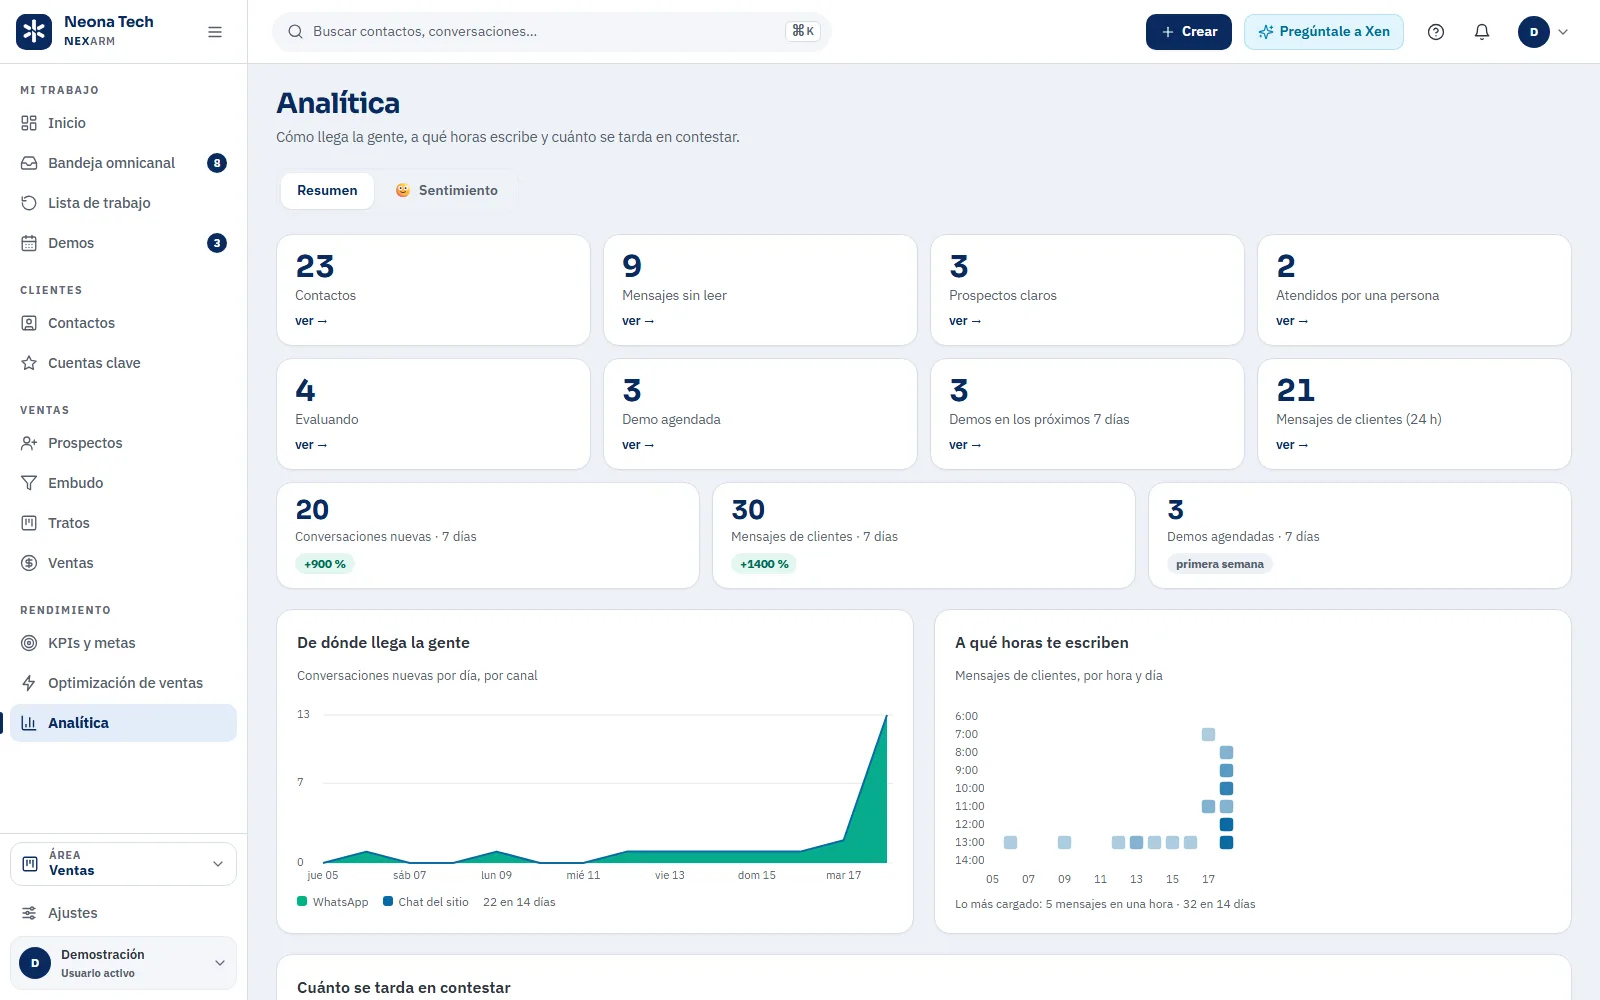 Neona Tech
NEXARM
Buscar contactos, conversaciones...
⌘K
+ Crear
Pregúntale a Xen
D
MI TRABAJO
Inicio
Bandeja omnicanal 8
Lista de trabajo
Demos 3
CLIENTES
Contactos
Cuentas clave
VENTAS
Prospectos
Embudo
Tratos
Ventas
RENDIMIENTO
KPIs y metas
Optimización de ventas
Analítica
ÁREA
Ventas
Ajustes
D
Demostración
Usuario activo
Analítica
Cómo llega la gente, a qué horas escribe y cuánto se tarda en contestar.
Resumen
Sentimiento
23
Contactos
ver →
9
Mensajes sin leer
ver →
3
Prospectos claros
ver →
2
Atendidos por una persona
ver →
4
Evaluando
ver →
3
Demo agendada
ver →
3
Demos en los próximos 7 días
ver →
21
Mensajes de clientes (24 h)
ver →
20
Conversaciones nuevas · 7 días
+900 %
30
Mensajes de clientes · 7 días
+1400 %
3
Demos agendadas · 7 días
primera semana
De dónde llega la gente
Conversaciones nuevas por día, por canal
13
7
0
jue 05 sáb 07 lun 09 mié 11 vie 13 dom 15 mar 17
WhatsApp Chat del sitio 22 en 14 días
A qué horas te escriben
Mensajes de clientes, por hora y día
6:00
7:00
8:00
9:00
10:00
11:00
12:00
13:00
14:00
05 07 09 11 13 15 17
Lo más cargado: 5 mensajes en una hora · 32 en 14 días
Cuánto se tarda en contestar